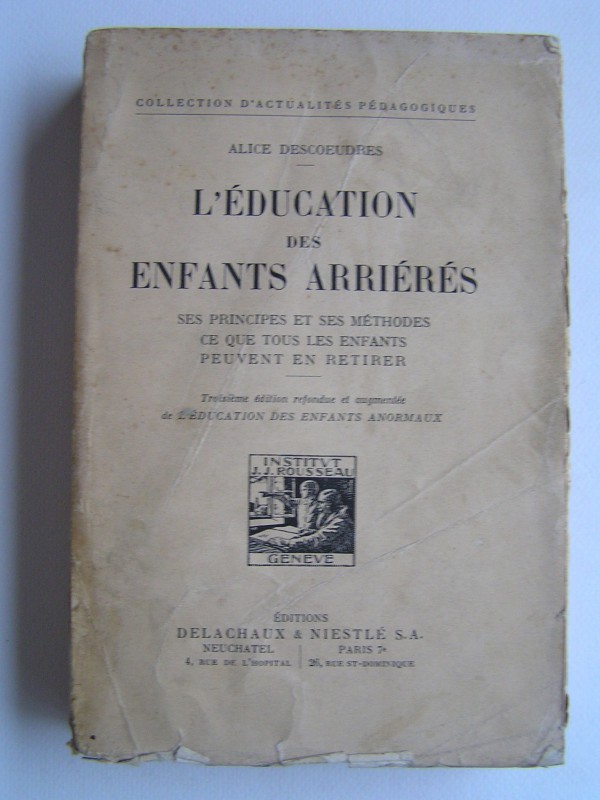 COLLECTION D'ACTUALITÉS PÉDAGOGIQUES
ALICE DESCOEUDRES
L'ÉDUCATION
DES
ENFANTS ARRIÉRÉS
SES PRINCIPES ET SES MÉTHODES
CE QUE TOUS LES ENFANTS
PEUVENT EN RETIRER
Troisième édition refondue et augmentée
de L'ÉDUCATION DES ENFANTS ANORMAUX
INSTITVT
J.J. ROUSSEAU
GENEVE
ÉDITIONS
DELACHAUX & NIESTLÉ S.A.
NEUCHATEL
4, RUE DE L'HOPITAL
PARIS 7e
26, RUE ST-DOMINIQUE